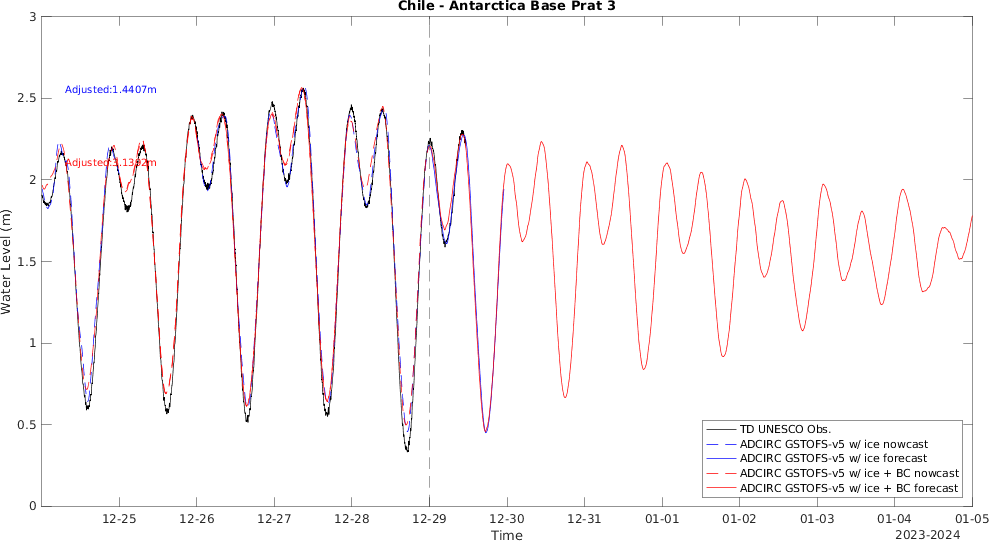 Chile - Antarctica Base Prat 3
3
2.5
2
1.5
1
0.5
0
Water Level (m)
Adjusted:1.4407m
12-25
12-26
12-27
12-28
12-29
12-30
12-31
01-01
01-02
01-03
01-04
01-05
Time
2023-2024
TD UNESCO Obs.
ADCIRC GSTOFS-v5 w/ ice nowcast
ADCIRC GSTOFS-v5 w/ ice forecast
ADCIRC GSTOFS-v5 w/ ice + BC nowcast
ADCIRC GSTOFS-v5 w/ ice + BC forecast